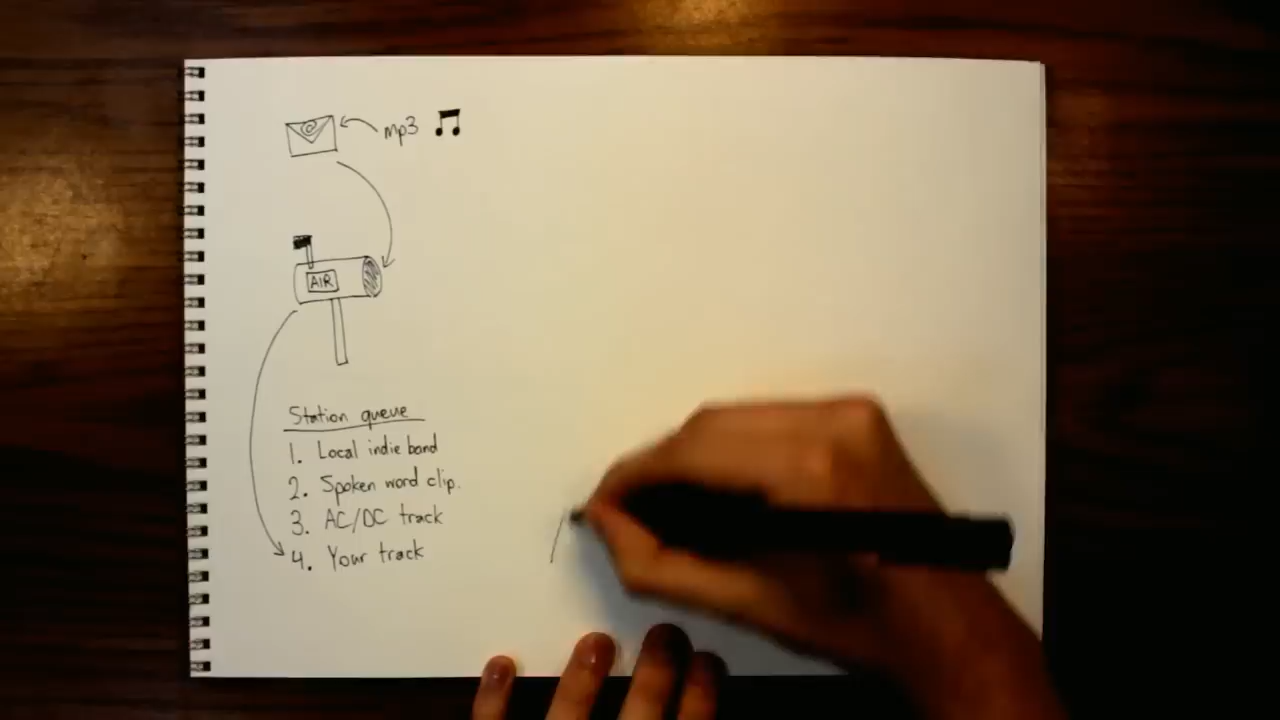 @
mp3
AIR
Station queue
1. Local indie band
2. Spoken word clip.
3. AC/DC track
4. Your track